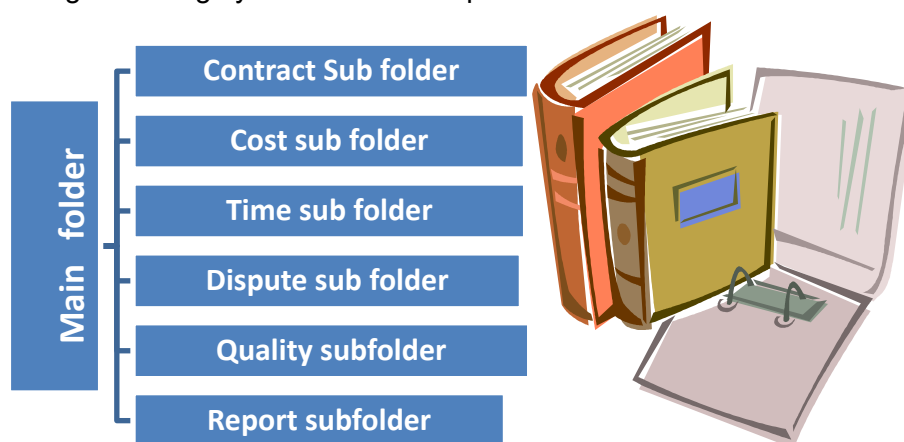 Main folder
Contract Sub folder
Cost sub folder
Time sub folder
Dispute sub folder
Quality subfolder
Report subfolder